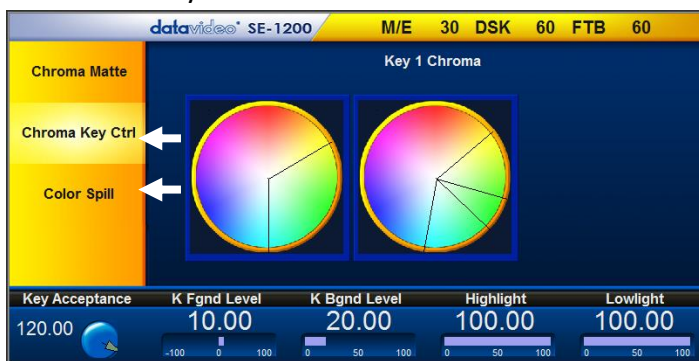 datavideo® SE-1200 M/E 30 DSK 60 FTB 60
Key 1 Chroma
Chroma Matte
Chroma Key Ctrl
Color Spill
Key Acceptance K Fgnd Level K Bgnd Level Highlight Lowlight
120.00 10.00 20.00 100.00 100.00
-100 0 100 0 50 100 0 50 100 0 50 100